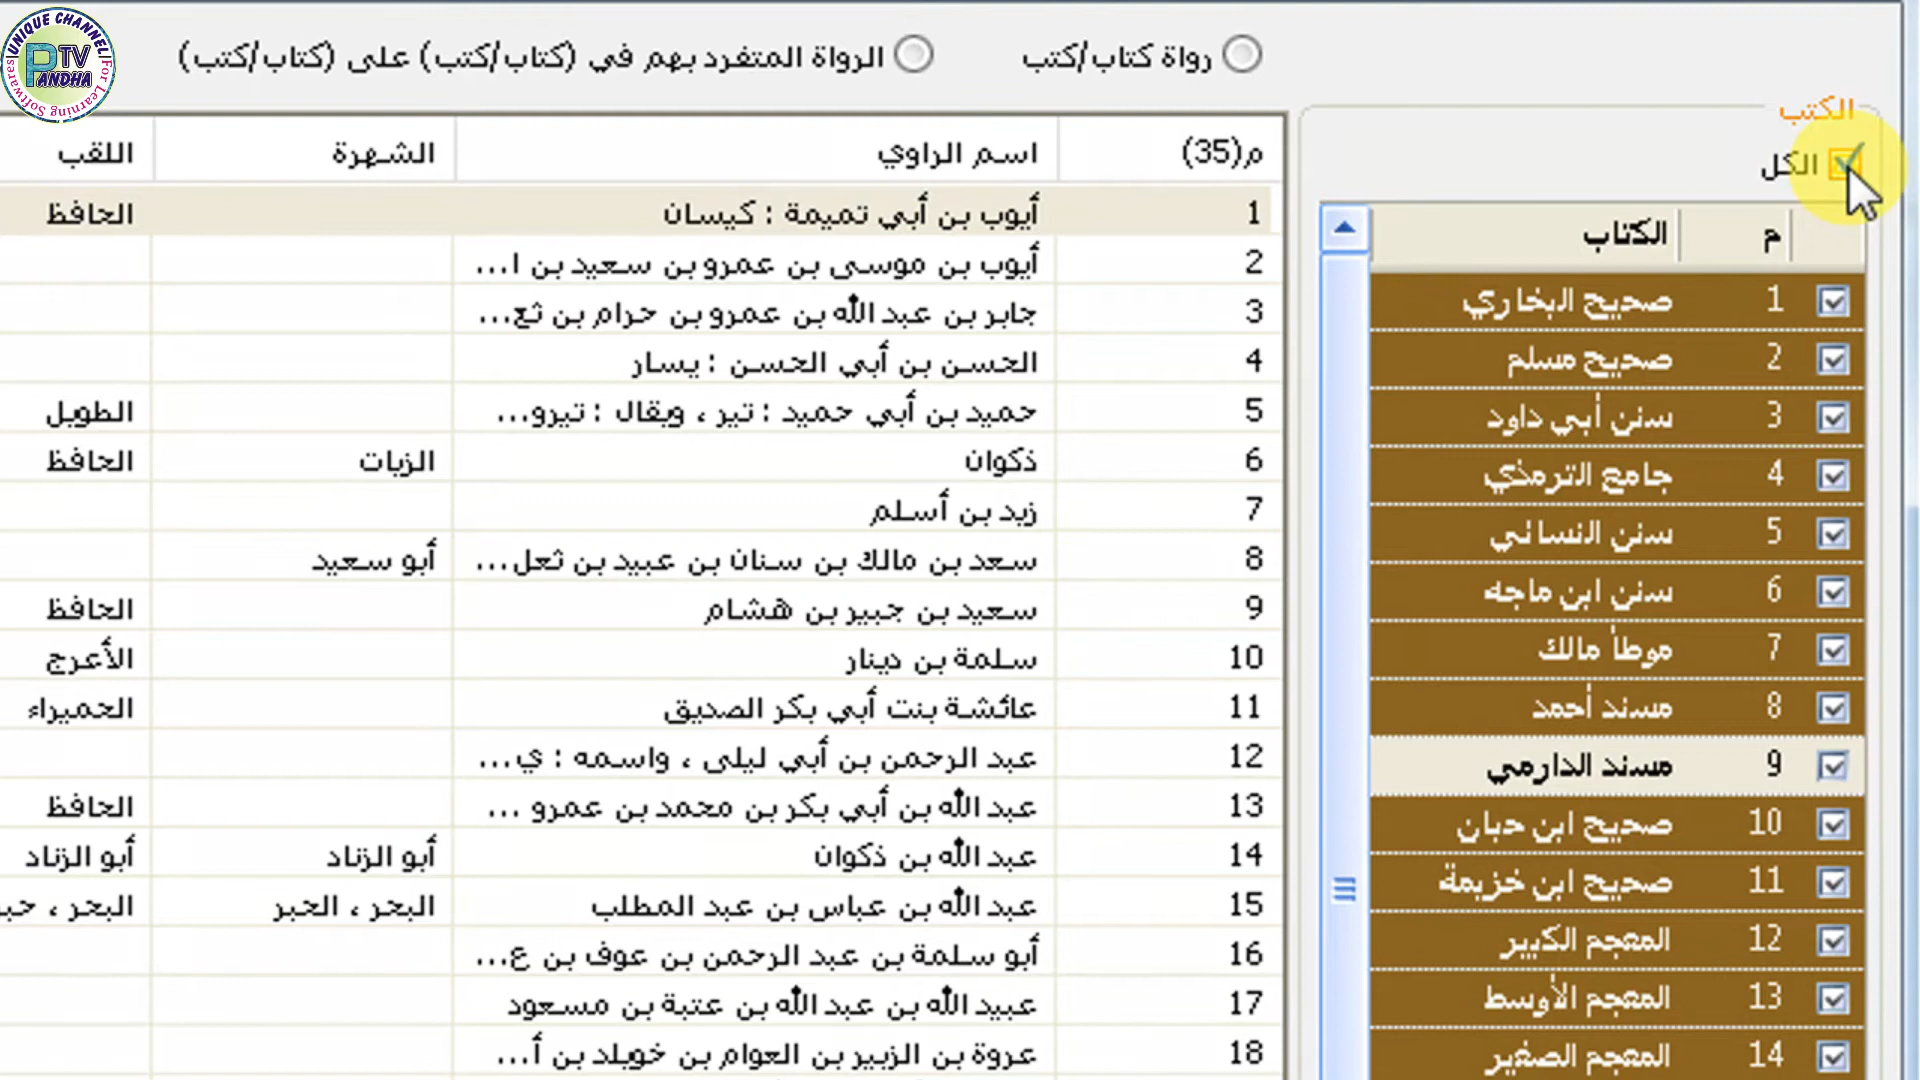 UNIQUE CHANNEL For Learning Softwares
P TV
PANDHA
رواة كتاب/كتب
الرواة المتفرد بهم في (كتاب/كتب) على (كتاب/كتب)
الكتب
الكل
م الكتاب
1 صحيح البخاري
2 صحيح مسلم
3 سنن أبي داود
4 جامع الترمذي
5 سنن النسائي
6 سنن ابن ماجه
7 موطأ مالك
8 مسند أحمد
9 مسند الدارمي
10 صحيح ابن حبان
11 صحيح ابن خزيمة
12 المعجم الكبير
13 المعجم الأوسط
14 المعجم الصغير
م(35) اسم الراوي الشهرة اللقب
1 أيوب بن أبي تميمة : كيسان الحافظ
2 أيوب بن موسى بن عمرو بن سعيد بن ا...
3 جابر بن عبد الله بن عمرو بن حرام بن ثع...
4 الحسن بن أبي الحسن : يسار
5 حميد بن أبي حميد : تير ، ويقال : تيرو... الطويل
6 ذكوان الزيات الحافظ
7 زيد بن أسلم
8 سعد بن مالك بن سنان بن عبيد بن ثعل... أبو سعيد
9 سعيد بن جبير بن هشام الحافظ
10 سلمة بن دينار الأعرج
11 عائشة بنت أبي بكر الصديق الحميراء
12 عبد الرحمن بن أبي ليلى ، واسمه : ي...
13 عبد الله بن أبي بكر بن محمد بن عمرو ... الحافظ
14 عبد الله بن ذكوان أبو الزناد أبو الزناد
15 عبد الله بن عباس بن عبد المطلب البحر ، الحبر البحر ، حب
16 أبو سلمة بن عبد الرحمن بن عوف بن ع...
17 عبيد الله بن عبد الله بن عتبة بن مسعود
18 عروة بن الزبير بن العوام بن خويلد بن أ...